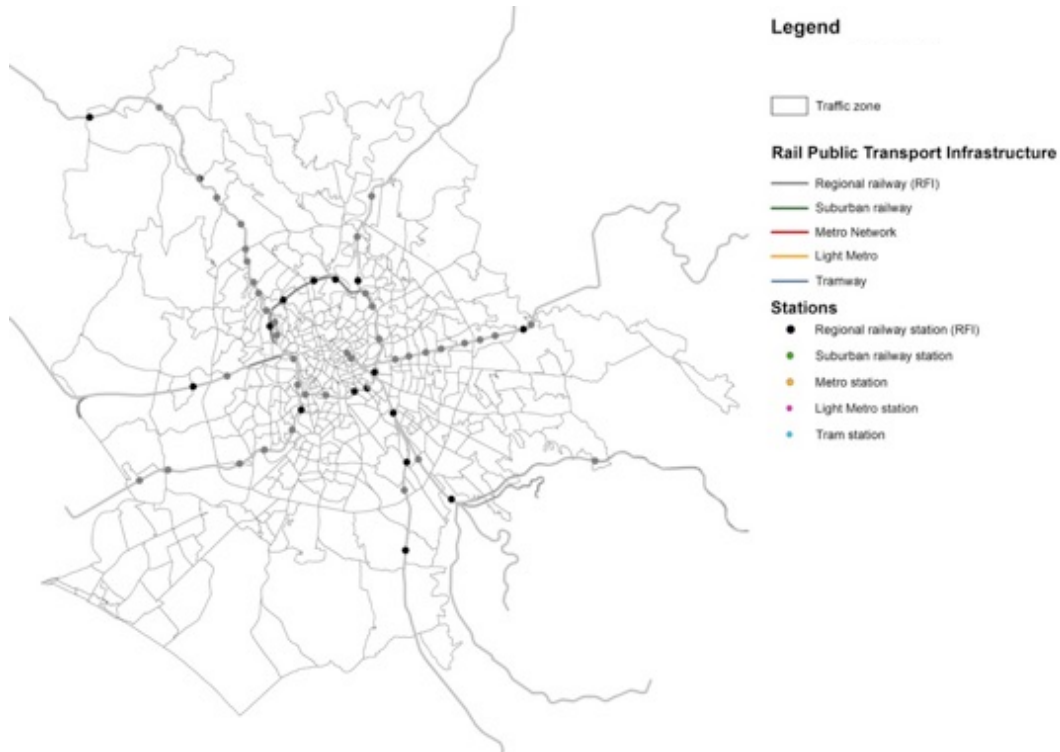 Legend
Traffic zone
Rail Public Transport Infrastructure
Regional railway (RFI)
Suburban railway
Metro Network
Light Metro
Tramway
Stations
Regional railway station (RFI)
Suburban railway station
Metro station
Light Metro station
Tram station